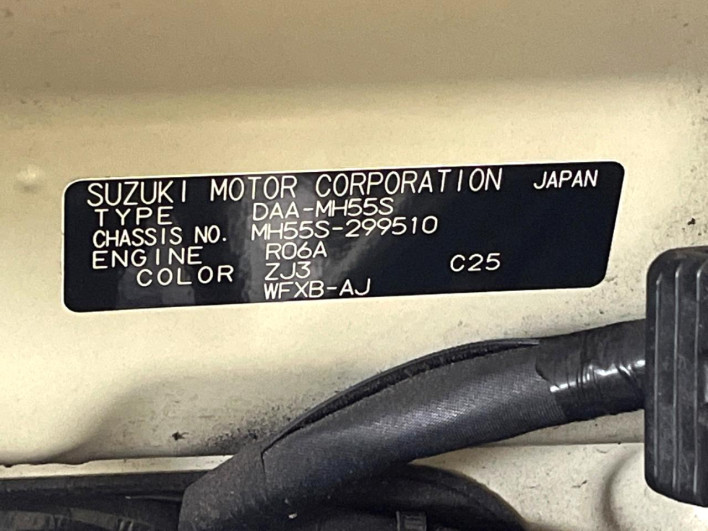 SUZUKI MOTOR CORPORATION JAPAN
TYPE DAA-MH55S
CHASSIS NO. MH55S-299510
ENGINE R06A
COLOR ZJ3 C25
WFXB-AJ